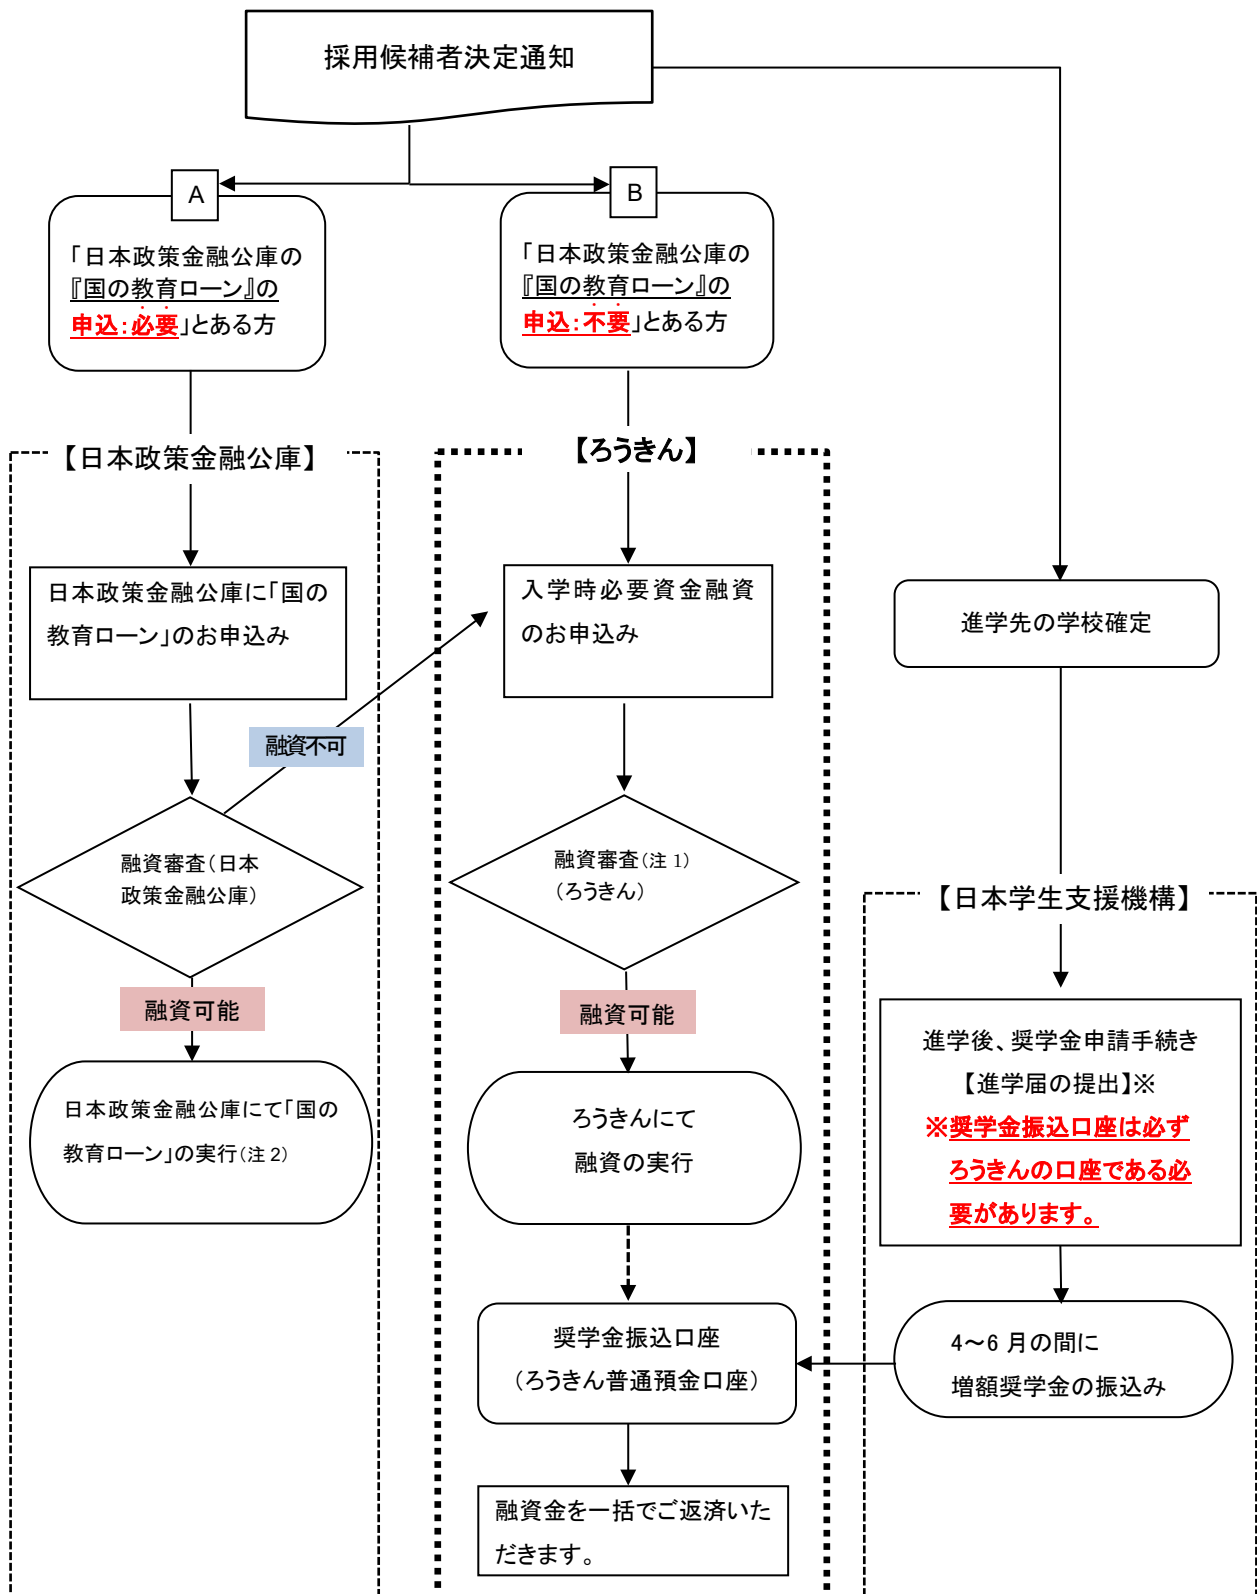 採用候補者決定通知
A
「日本政策金融公庫の
『国の教育ローン』の
申込：必要」とある方
B
「日本政策金融公庫の
『国の教育ローン』の
申込：不要」とある方
【日本政策金融公庫】
日本政策金融公庫に「国の
教育ローン」のお申込み
融資不可
融資審査（日本
政策金融公庫）
融資可能
日本政策金融公庫にて「国の
教育ローン」の実行（注 2）
【ろうきん】
入学時必要資金融資
のお申込み
融資審査（注 1）
（ろうきん）
融資可能
ろうきんにて
融資の実行
奨学金振込口座
（ろうきん普通預金口座）
融資金を一括でご返済いた
だきます。
進学先の学校確定
【日本学生支援機構】
進学後、奨学金申請手続き
【進学届の提出】※
※奨学金振込口座は必ず
ろうきんの口座である必
要があります。
4～6 月の間に
増額奨学金の振込み